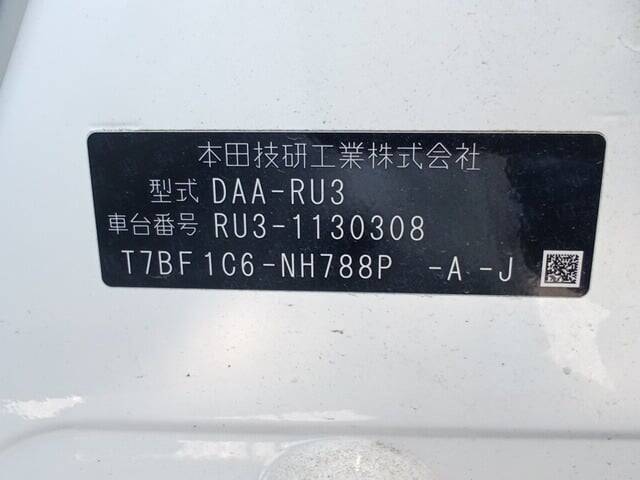 本田技研工業株式会社
型式 DAA-RU3
車台番号 RU3-1130308
T7BF1C6-NH788P -A -J